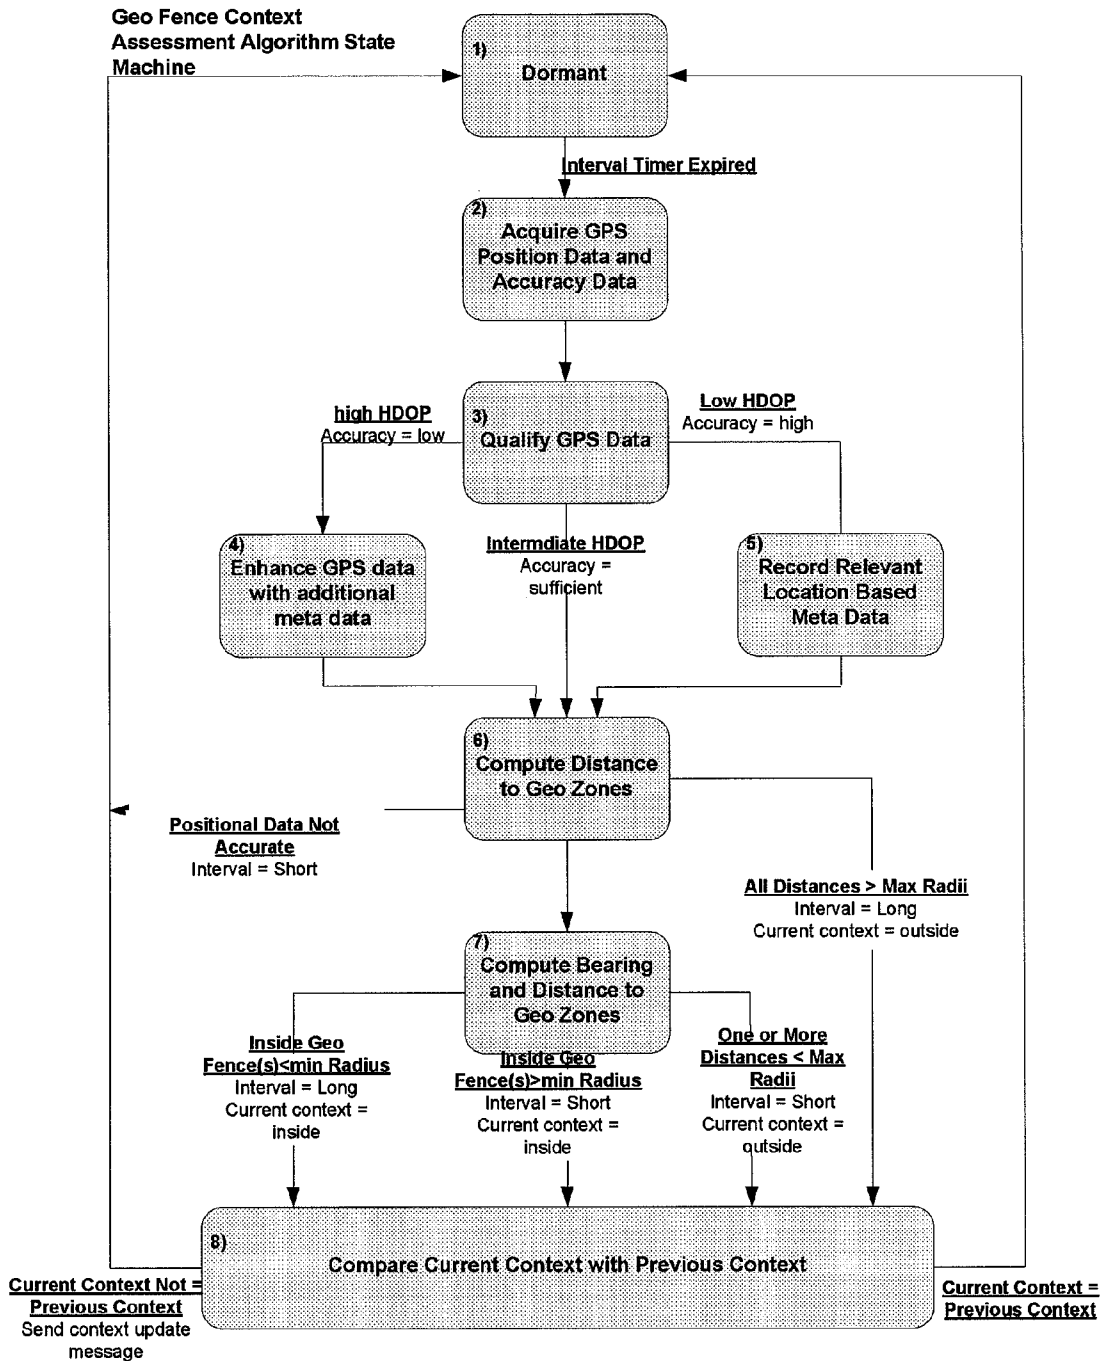 Geo Fence Context
Assessment Algorithm State
Machine
1)
Dormant
Interval Timer Expired
2)
Acquire GPS
Position Data and
Accuracy Data
3)
Qualify GPS Data
high HDOP
Accuracy = low
Low HDOP
Accuracy = high
Intermdiate HDOP
Accuracy =
sufficient
4)
Enhance GPS data
with additional
meta data
5)
Record Relevant
Location Based
Meta Data
6)
Compute Distance
to Geo Zones
Positional Data Not
Accurate
Interval = Short
All Distances > Max Radii
Interval = Long
Current context = outside
7)
Compute Bearing
and Distance to
Geo Zones
Inside Geo
Fence(s)<min Radius
Interval = Long
Current context =
inside
Inside Geo
Fence(s)>min Radius
Interval = Short
Current context =
inside
One or More
Distances < Max
Radii
Interval = Short
Current context =
outside
8)
Compare Current Context with Previous Context
Current Context Not =
Previous Context
Send context update
message
Current Context =
Previous Context